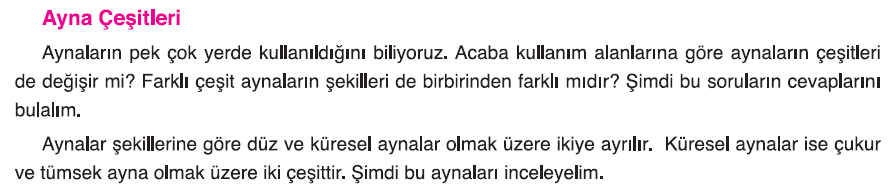 Ayna Çeşitleri
Aynaların pek çok yerde kullanıldığını biliyoruz. Acaba kullanım alanlarına göre aynaların çeşitleri
de değişir mi? Farklı çeşit aynaların şekilleri de birbirinden farklı mıdır? Şimdi bu soruların cevaplarını
bulalım.
Aynalar şekillerine göre düz ve küresel aynalar olmak üzere ikiye ayrılır. Küresel aynalar ise çukur
ve tümsek ayna olmak üzere iki çeşittir. Şimdi bu aynaları inceleyelim.